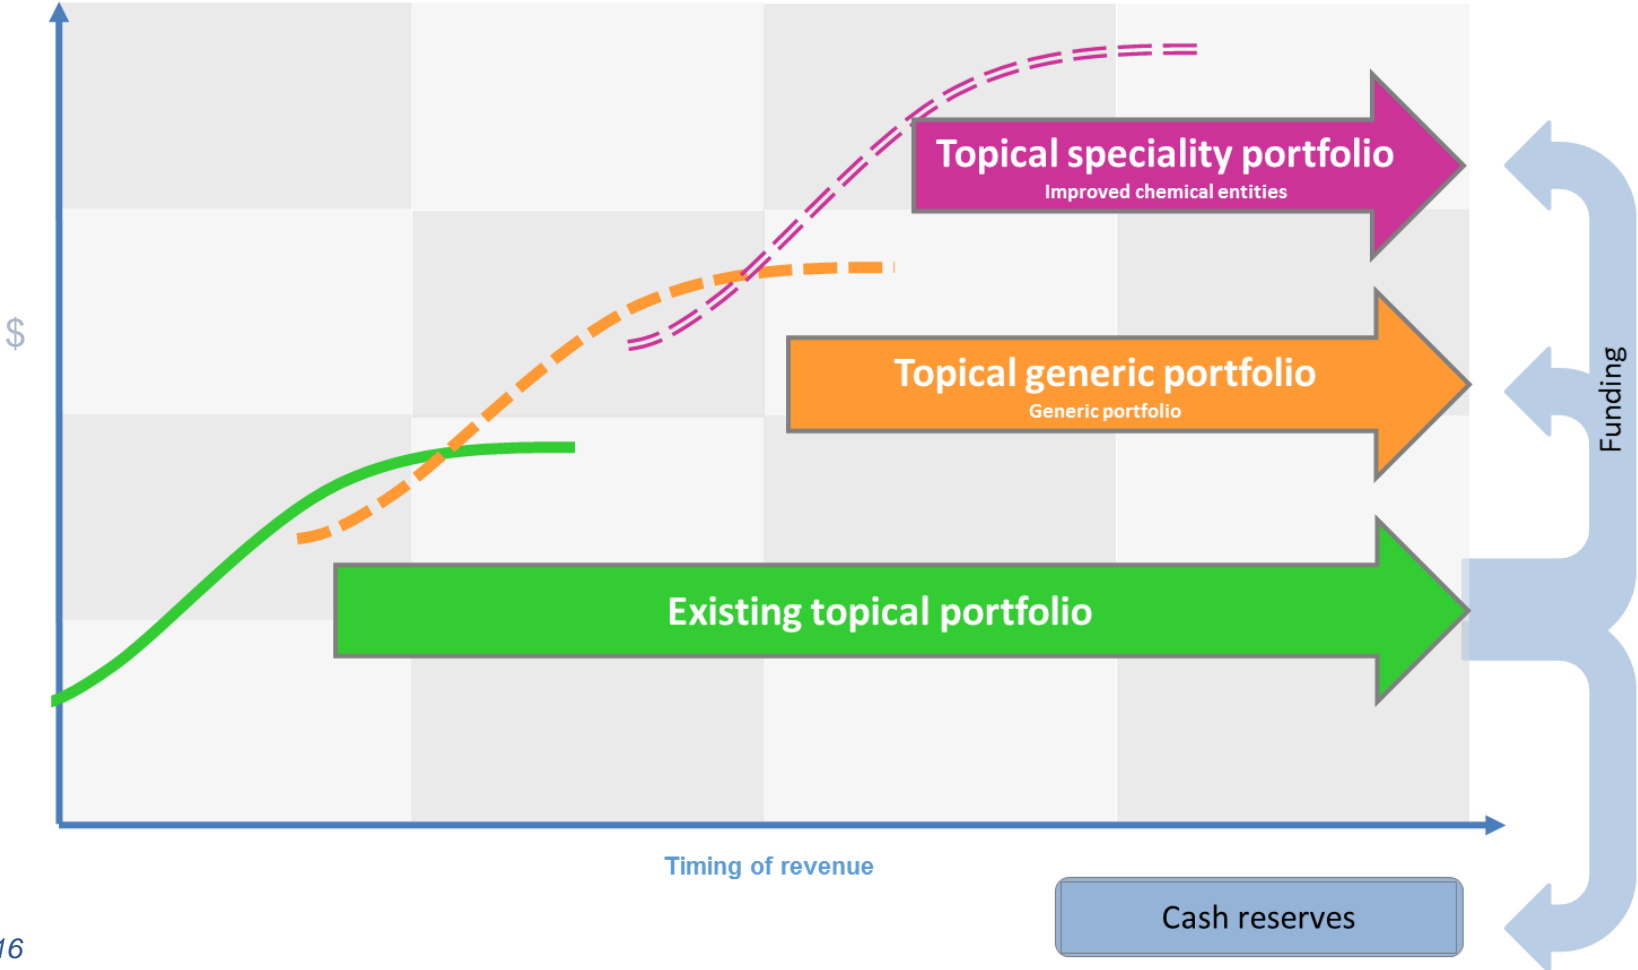 Topical speciality portfolio
Improved chemical entities
$
Topical generic portfolio
Generic portfolio
Funding
Existing topical portfolio
Timing of revenue
Cash reserves
16